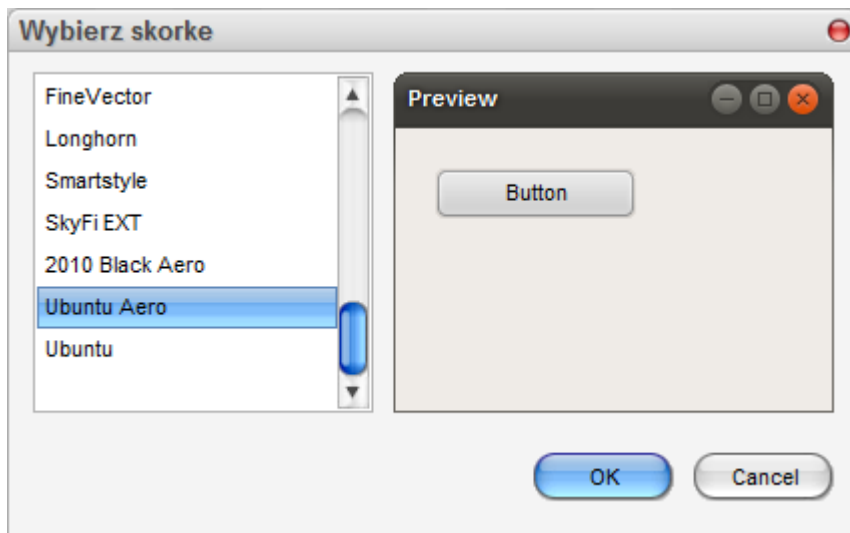 Wybierz skorke
FineVector
Longhorn
Smartstyle
SkyFi EXT
2010 Black Aero
Ubuntu Aero
Ubuntu
Preview
Button
OK
Cancel